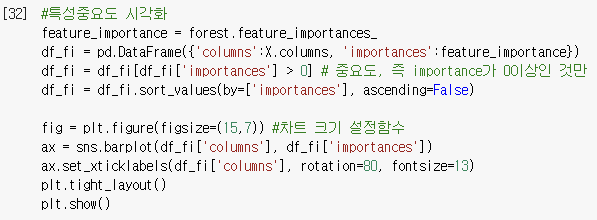 [32] #특성중요도 시각화
feature_importance = forest.feature_importances_
df_fi = pd.DataFrame({'columns':X.columns, 'importances':feature_importance})
df_fi = df_fi[df_fi['importances'] > 0] # 중요도, 즉 importance가 0이상인 것만
df_fi = df_fi.sort_values(by=['importances'], ascending=False)
fig = plt.figure(figsize=(15,7)) #차트 크기 설정함수
ax = sns.barplot(df_fi['columns'], df_fi['importances'])
ax.set_xticklabels(df_fi['columns'], rotation=80, fontsize=13)
plt.tight_layout()
plt.show()